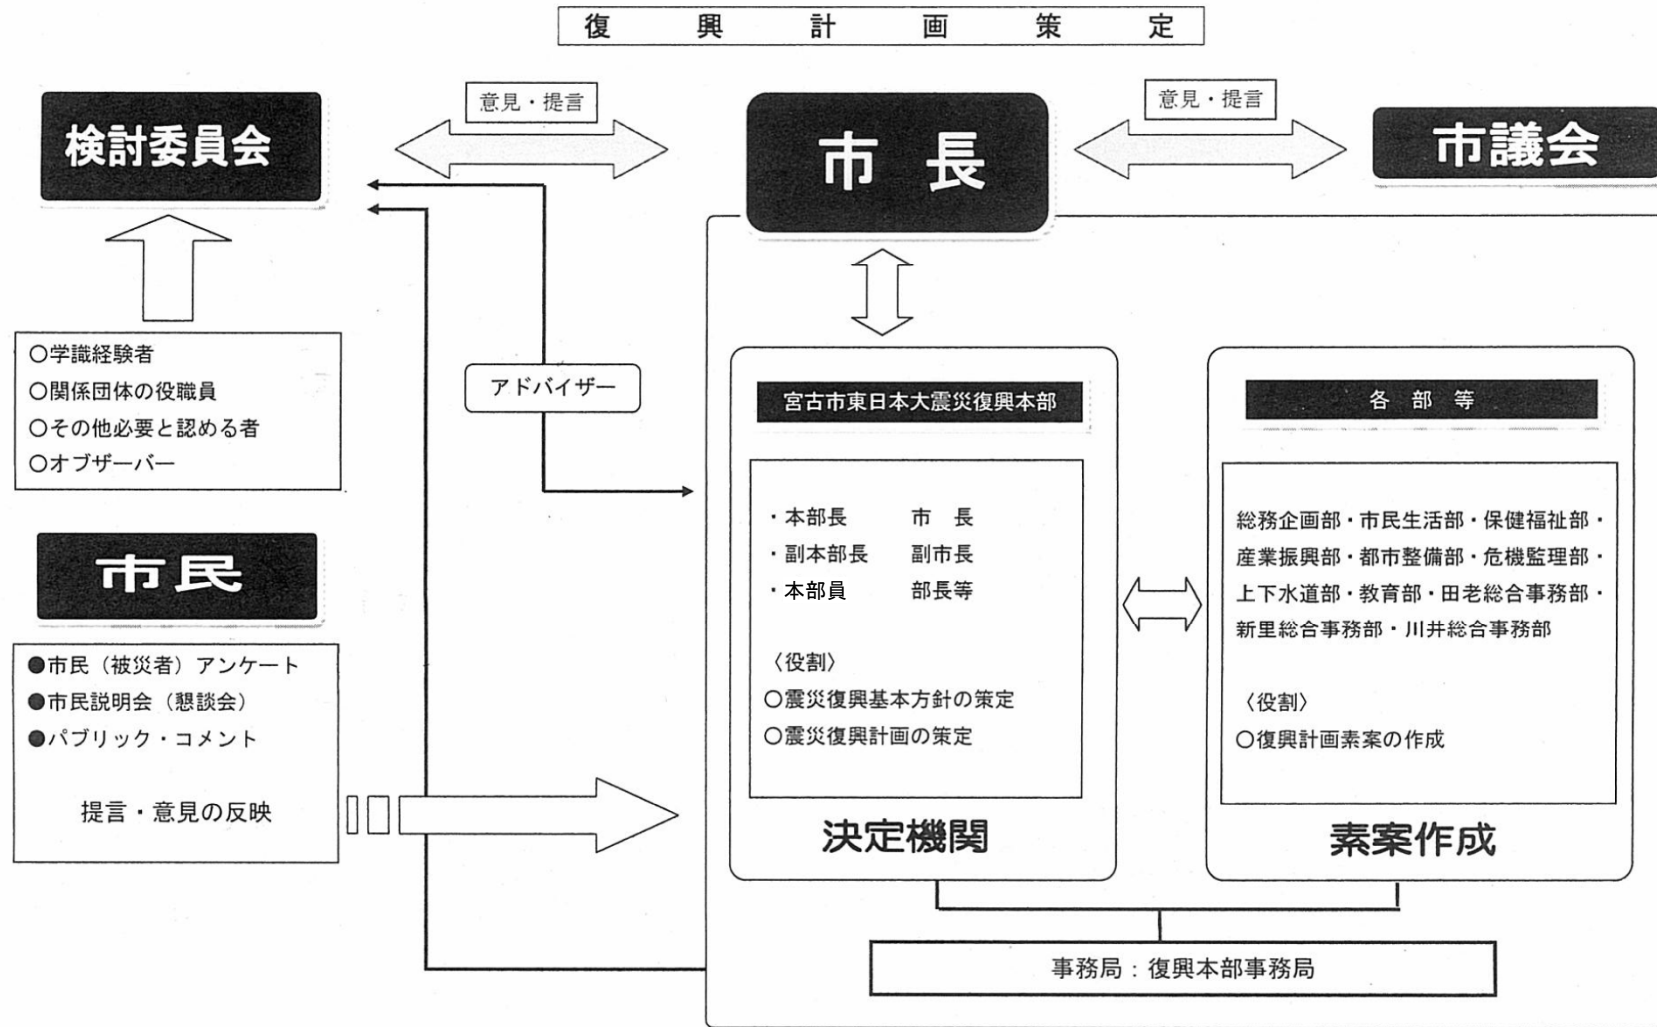 復興計画策定
検討委員会
意見・提言
市長
意見・提言
市議会
○学識経験者
○関係団体の役職員
○その他必要と認める者
○オブザーバー
アドバイザー
市民
●市民（被災者）アンケート
●市民説明会（懇談会）
●パブリック・コメント
提言・意見の反映
宮古市東日本大震災復興本部
・本部長　市　長
・副本部長　副市長
・本部員　部長等
〈役割〉
○震災復興基本方針の策定
○震災復興計画の策定
決定機関
各部等
総務企画部・市民生活部・保健福祉部・
産業振興部・都市整備部・危機監理部・
上下水道部・教育部・田老総合事務部・
新里総合事務部・川井総合事務部
〈役割〉
○復興計画素案の作成
素案作成
事務局：復興本部事務局